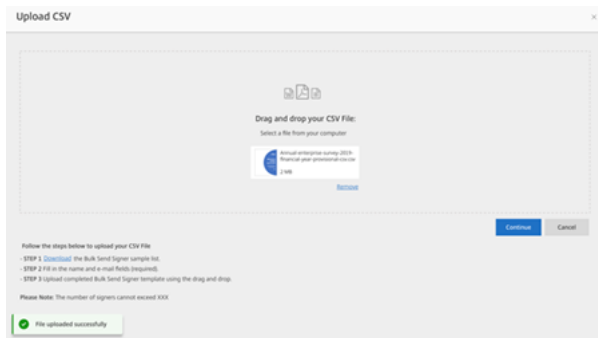 Upload CSV
Drag and drop your CSV File:
Select a file from your computer
Annual-enterprise-survey-2019-
financial-year-provisional-csv.csv
2 MB
Remove
Continue
Cancel
Follow the steps below to upload your CSV File
- STEP 1 Download the Bulk Send Signer sample list.
- STEP 2 Fill in the name and e-mail fields (required).
- STEP 3 Upload completed Bulk Send Signer template using the drag and drop.
Please Note: The number of signers cannot exceed XXX
File uploaded successfully